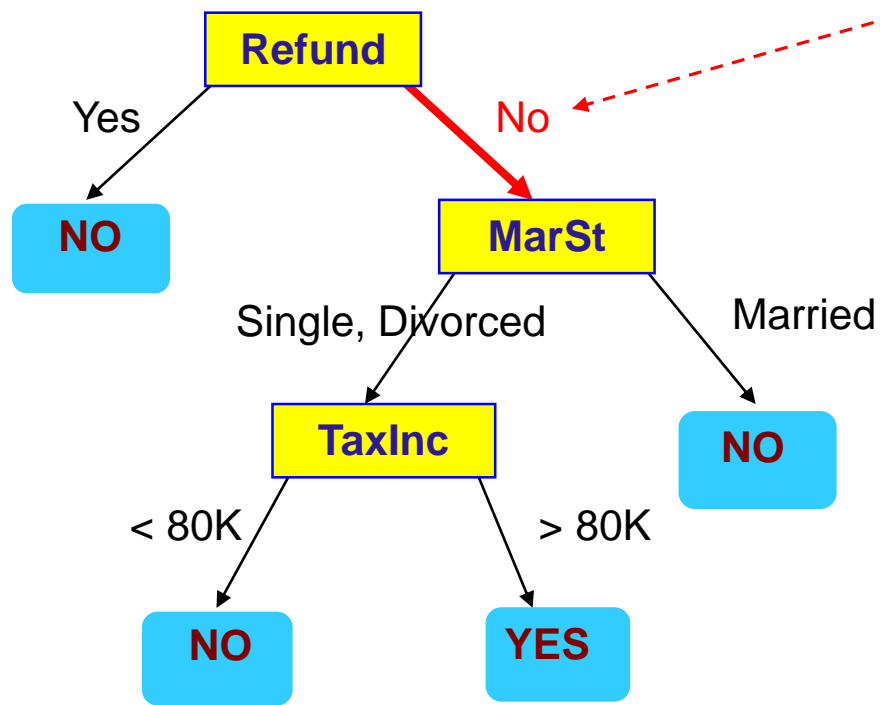 Refund
Yes
No
NO
MarSt
Single, Divorced
Married
TaxInc
NO
< 80K
> 80K
NO
YES